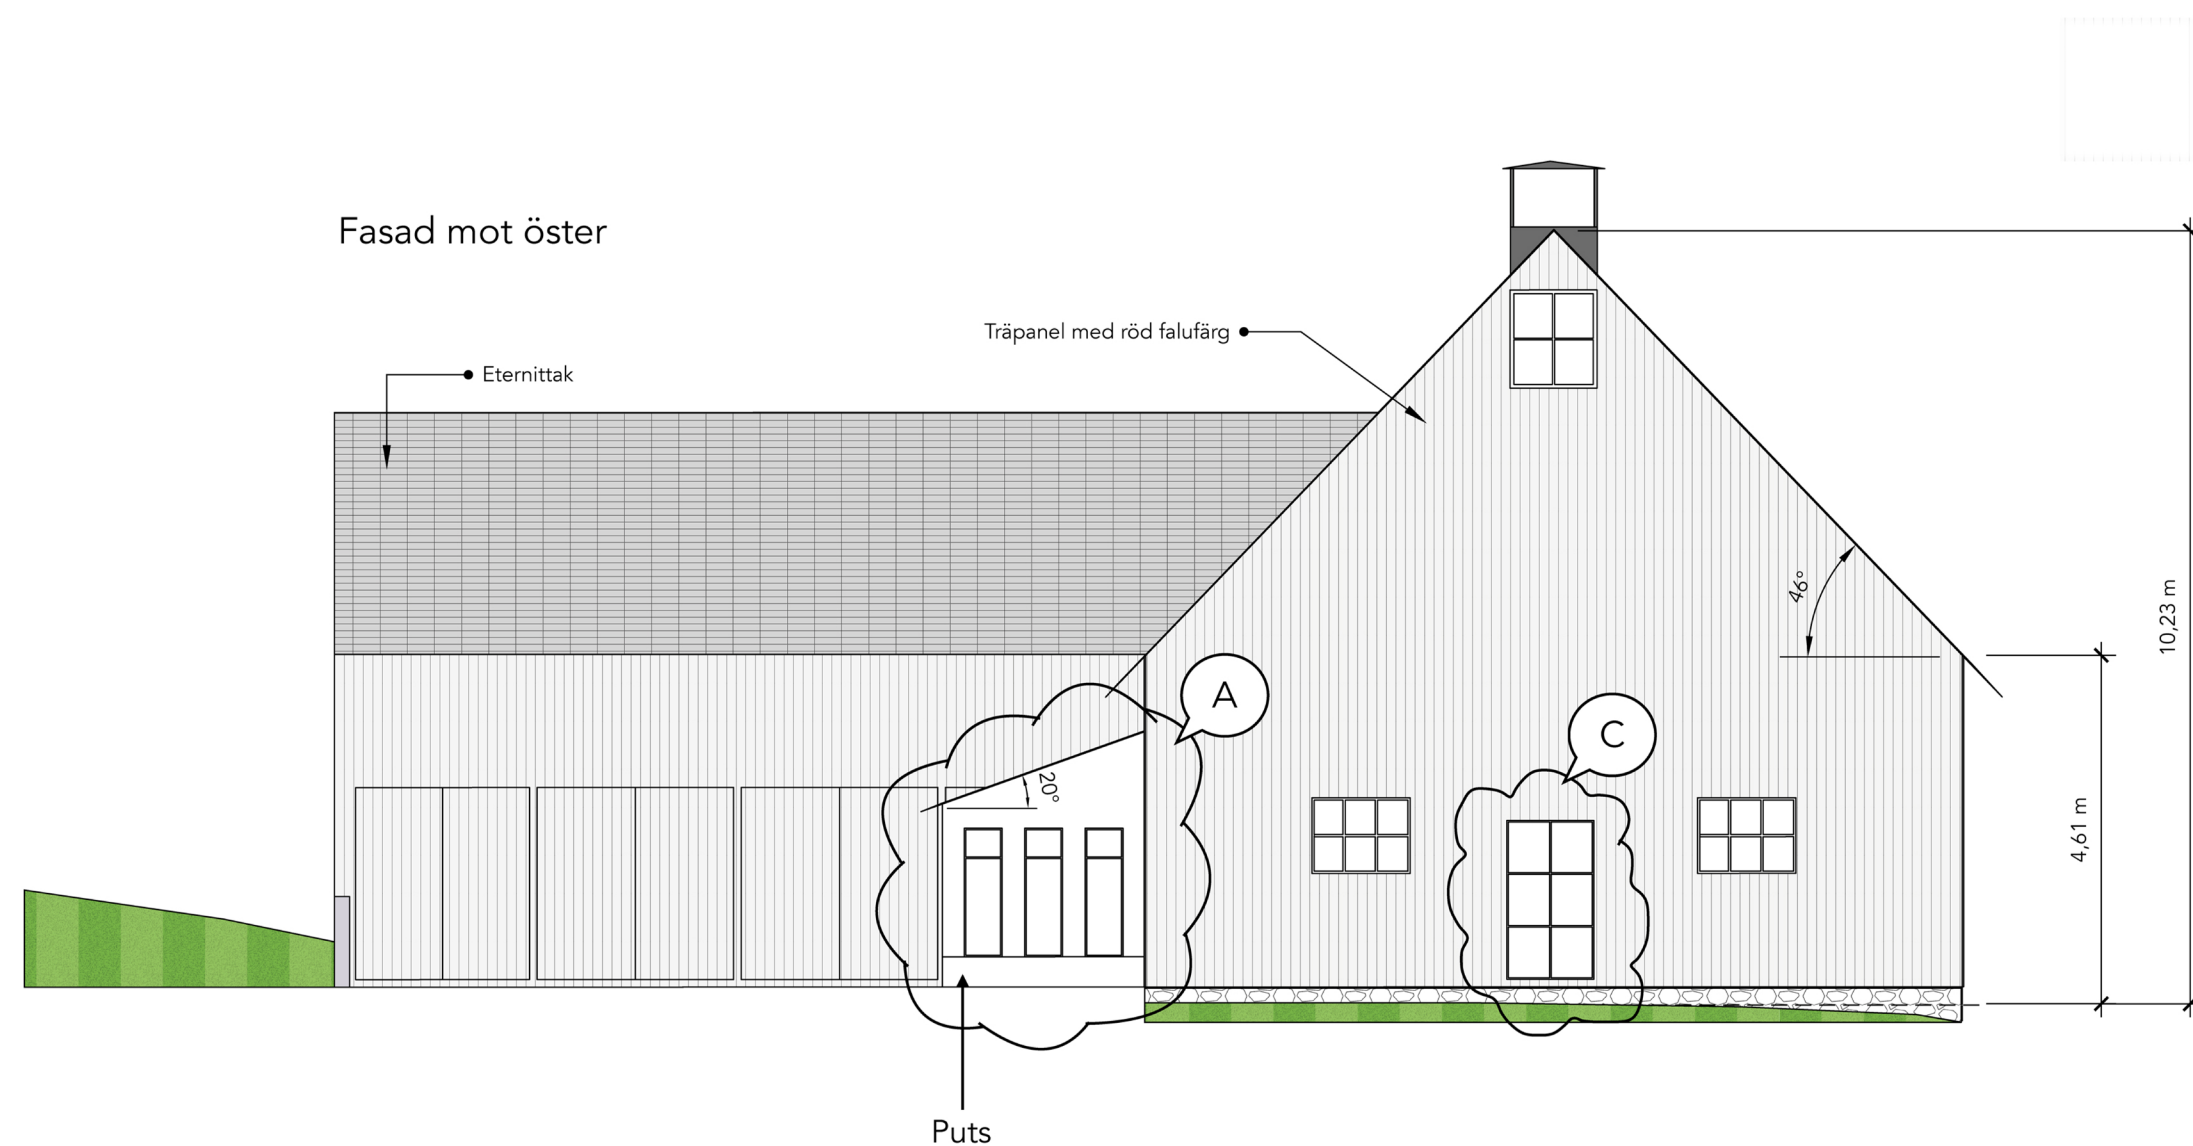 Fasad mot öster
Träpanel med röd falufärg
Eternittak
46°
10,23 m
A
C
20°
4,61 m
Puts